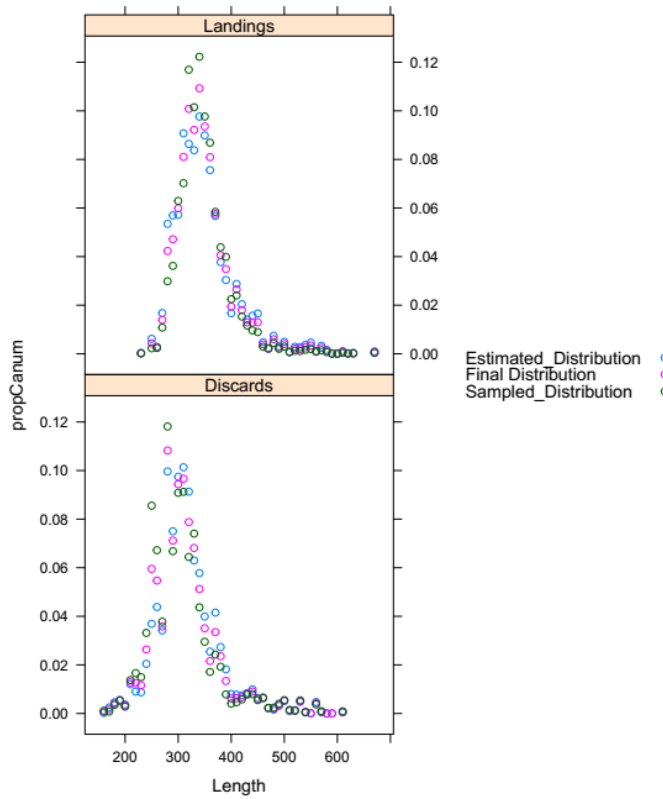 Landings
0.12
0.10
0.08
0.06
0.04
0.02
0.00
propCanum
Estimated_Distribution
Final Distribution
Sampled_Distribution
Discards
0.12
0.10
0.08
0.06
0.04
0.02
0.00
200 300 400 500 600
Length